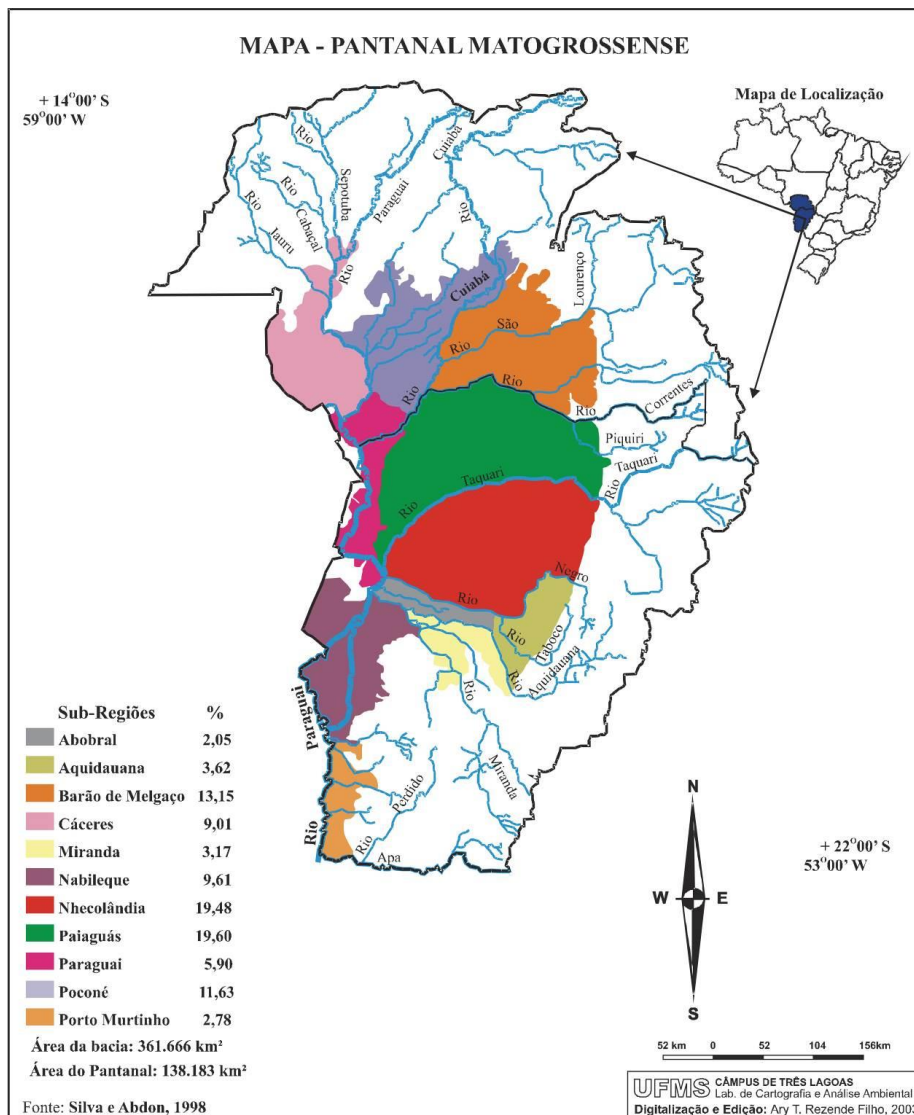 MAPA - PANTANAL MATOGROSSENSE
+ 14°00' S
59°00' W
Mapa de Localização
Rio
Sepotuba
Rio
Cabaçal
Rio
Jauru
Paraguai
Rio
Cuiabá
Rio
Cuiabá
Rio
Lourenço
São
Rio
Rio
Rio
Correntes
Piquiri
Taquari
Rio
Taquari
Rio
Negro
Rio
Rio
Taboco
Aquidauana
Rio
Rio
Miranda
Paraguai
Rio
Perdido
Rio
Apa
Sub-Regiões %
Abobral 2,05
Aquidauana 3,62
Barão de Melgaço 13,15
Cáceres 9,01
Miranda 3,17
Nabileque 9,61
Nhecolândia 19,48
Paiaguás 19,60
Paraguai 5,90
Poconé 11,63
Porto Murtinho 2,78
Área da bacia: 361.666 km²
Área do Pantanal: 138.183 km²
Fonte: Silva e Abdon, 1998
N
W E
S
+ 22°00' S
53°00' W
52 km 0 52 104 156km
UFMS CÂMPUS DE TRÊS LAGOAS
Lab. de Cartografia e Análise Ambiental
Digitalização e Edição: Ary T. Rezende Filho,